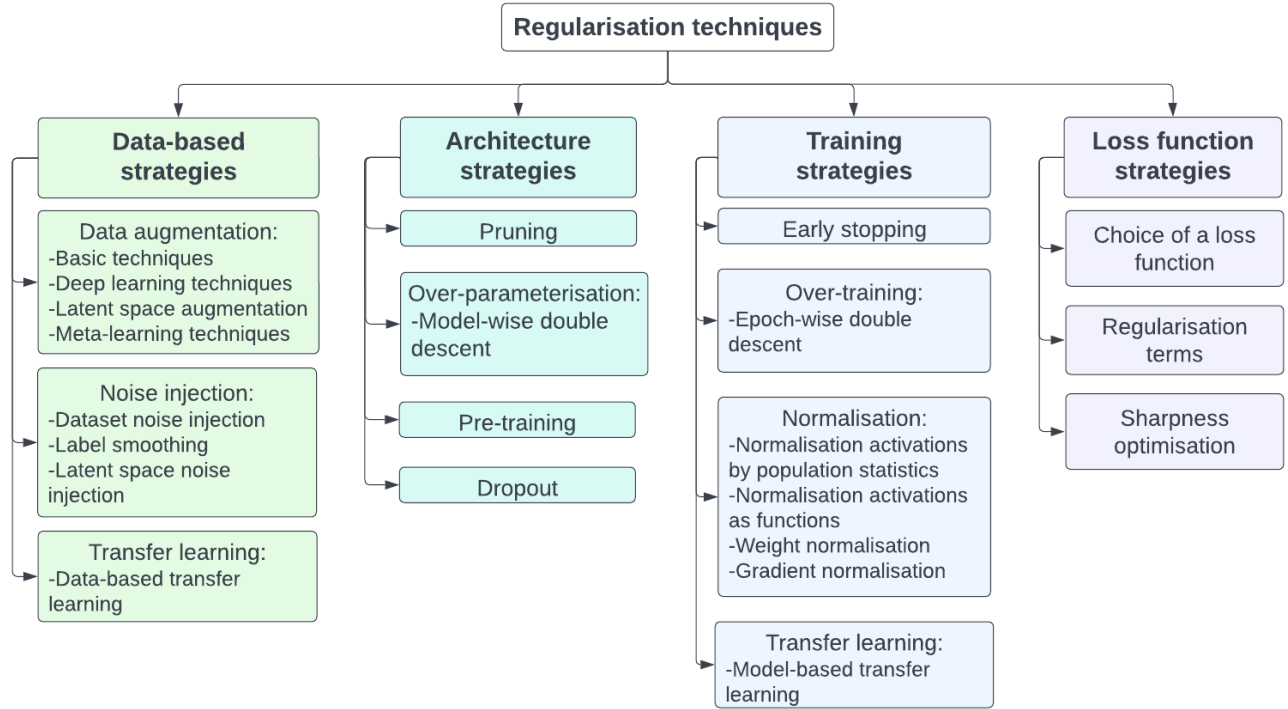 Regularisation techniques
Data-based
strategies
Data augmentation:
-Basic techniques
-Deep learning techniques
-Latent space augmentation
-Meta-learning techniques
Noise injection:
-Dataset noise injection
-Label smoothing
-Latent space noise
injection
Transfer learning:
-Data-based transfer
learning
Architecture
strategies
Pruning
Over-parameterisation:
-Model-wise double
descent
Pre-training
Dropout
Training
strategies
Early stopping
Over-training:
-Epoch-wise double
descent
Normalisation:
-Normalisation activations
by population statistics
-Normalisation activations
as functions
-Weight normalisation
-Gradient normalisation
Transfer learning:
-Model-based transfer
learning
Loss function
strategies
Choice of a loss
function
Regularisation
terms
Sharpness
optimisation